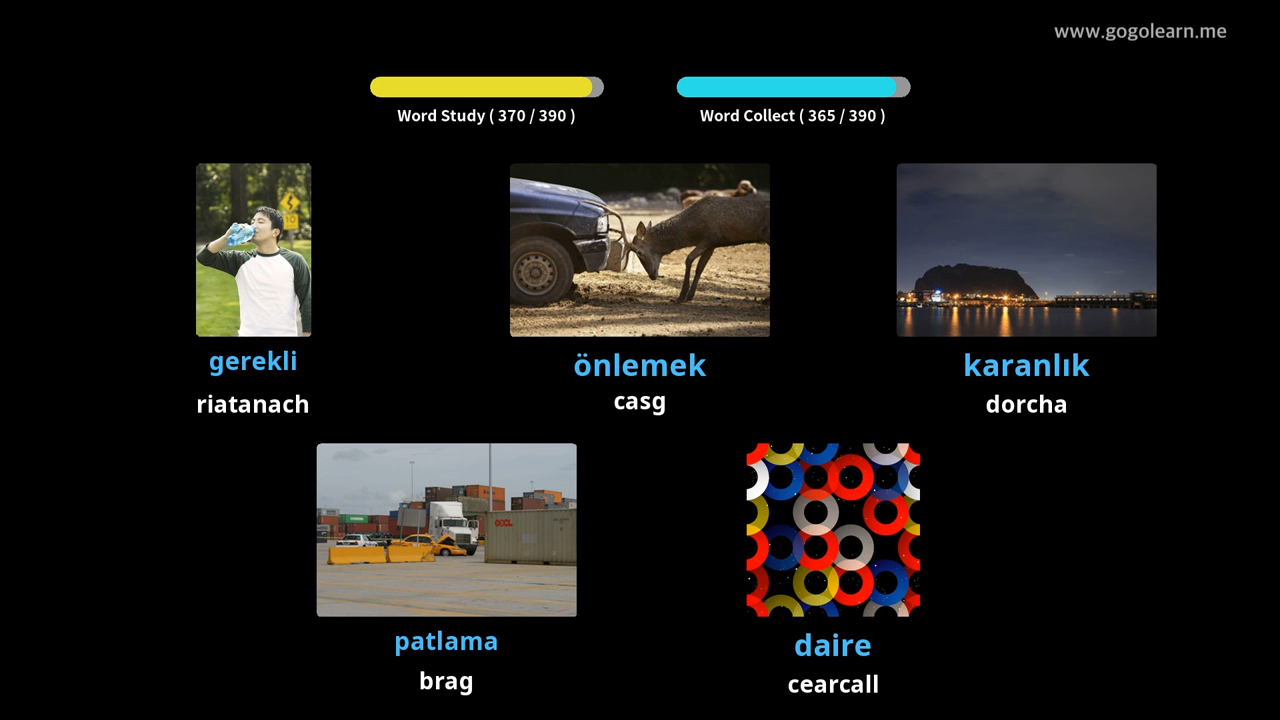 www.gogolearn.me
Word Study ( 370 / 390 )
Word Collect ( 365 / 390 )
gerekli
riatanach
önlemek
casg
karanlık
dorcha
OOCL
patlama
brag
daire
cearcall